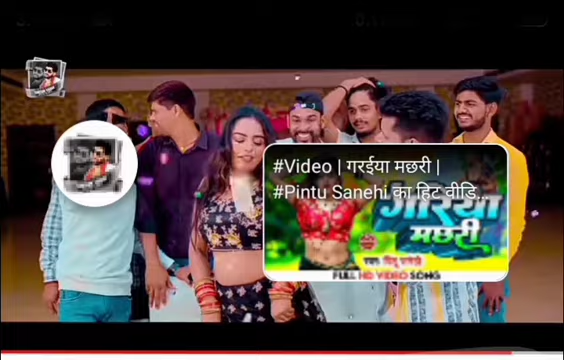 #Video | गरईया मछरी |
#Pintu Sanehi का हिट वीडि...
गरईया
मछरी
FULL HD VIDEO SONG